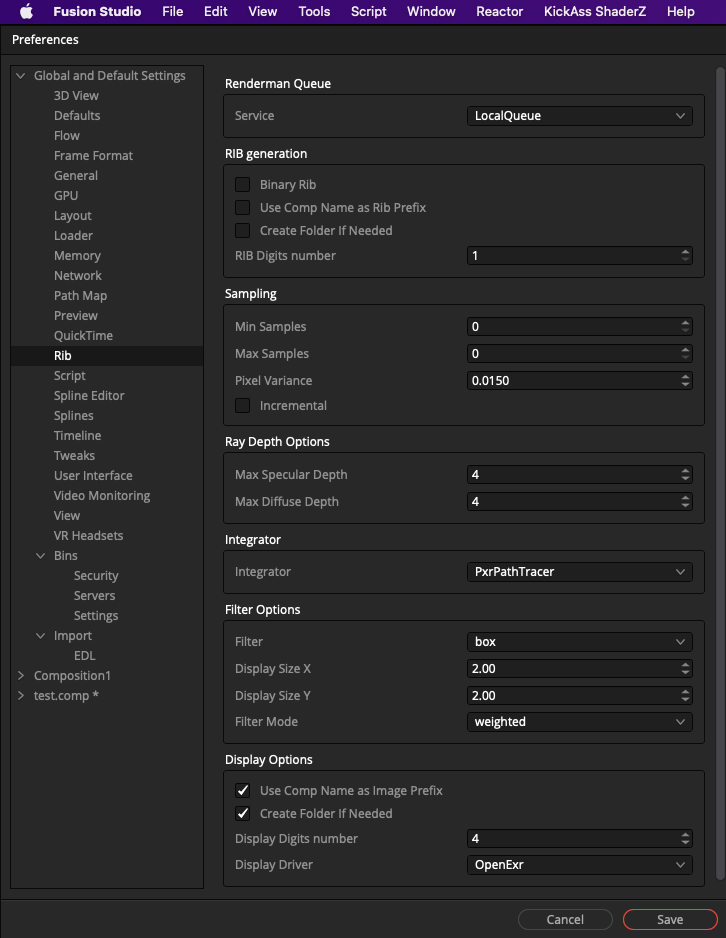 Fusion Studio File Edit View Tools Script Window Reactor KickAss ShaderZ Help
Preferences
Global and Default Settings
3D View
Defaults
Flow
Frame Format
General
GPU
Layout
Loader
Memory
Network
Path Map
Preview
QuickTime
Rib
Script
Spline Editor
Splines
Timeline
Tweaks
User Interface
Video Monitoring
View
VR Headsets
Bins
Security
Servers
Settings
Import
EDL
Composition1
test.comp *
Renderman Queue
Service LocalQueue
RIB generation
Binary Rib
Use Comp Name as Rib Prefix
Create Folder If Needed
RIB Digits number 1
Sampling
Min Samples 0
Max Samples 0
Pixel Variance 0.0150
Incremental
Ray Depth Options
Max Specular Depth 4
Max Diffuse Depth 4
Integrator
Integrator PxrPathTracer
Filter Options
Filter box
Display Size X 2.00
Display Size Y 2.00
Filter Mode weighted
Display Options
Use Comp Name as Image Prefix
Create Folder If Needed
Display Digits number 4
Display Driver OpenExr
Cancel Save